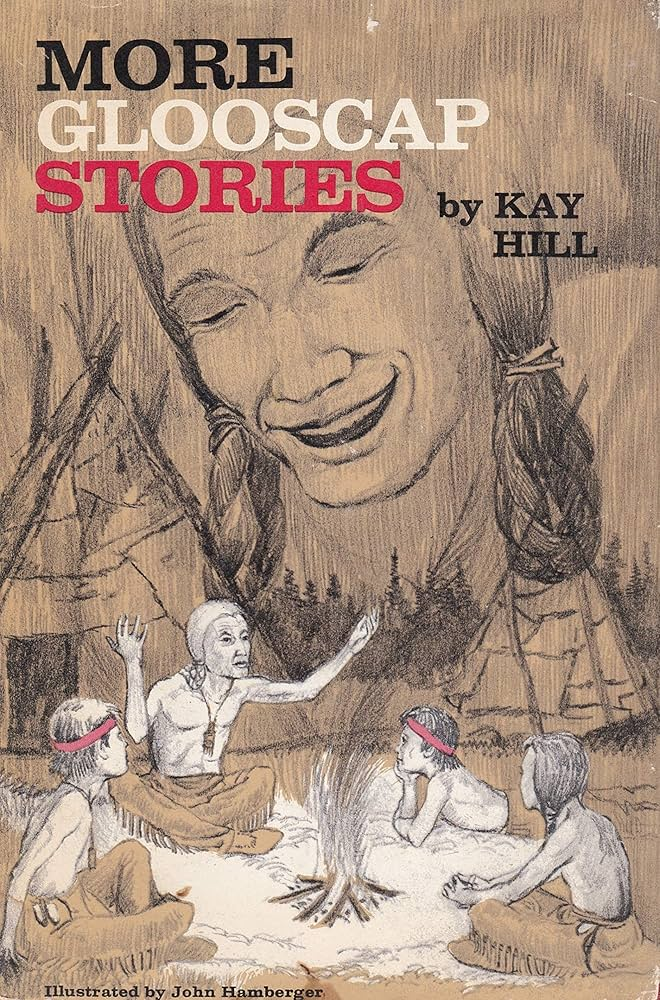 MORE
GLOOSCAP
STORIES
by KAY
HILL
Illustrated by John Hamberger